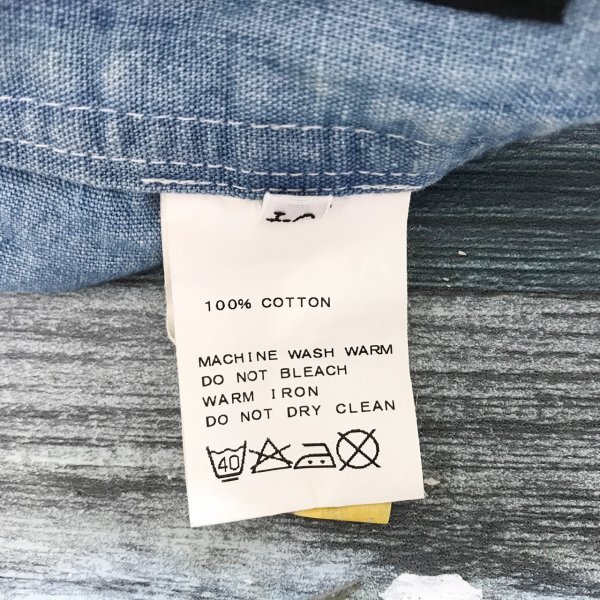 100% COTTON
MACHINE WASH WARM
DO NOT BLEACH
WARM IRON
DO NOT DRY CLEAN
40